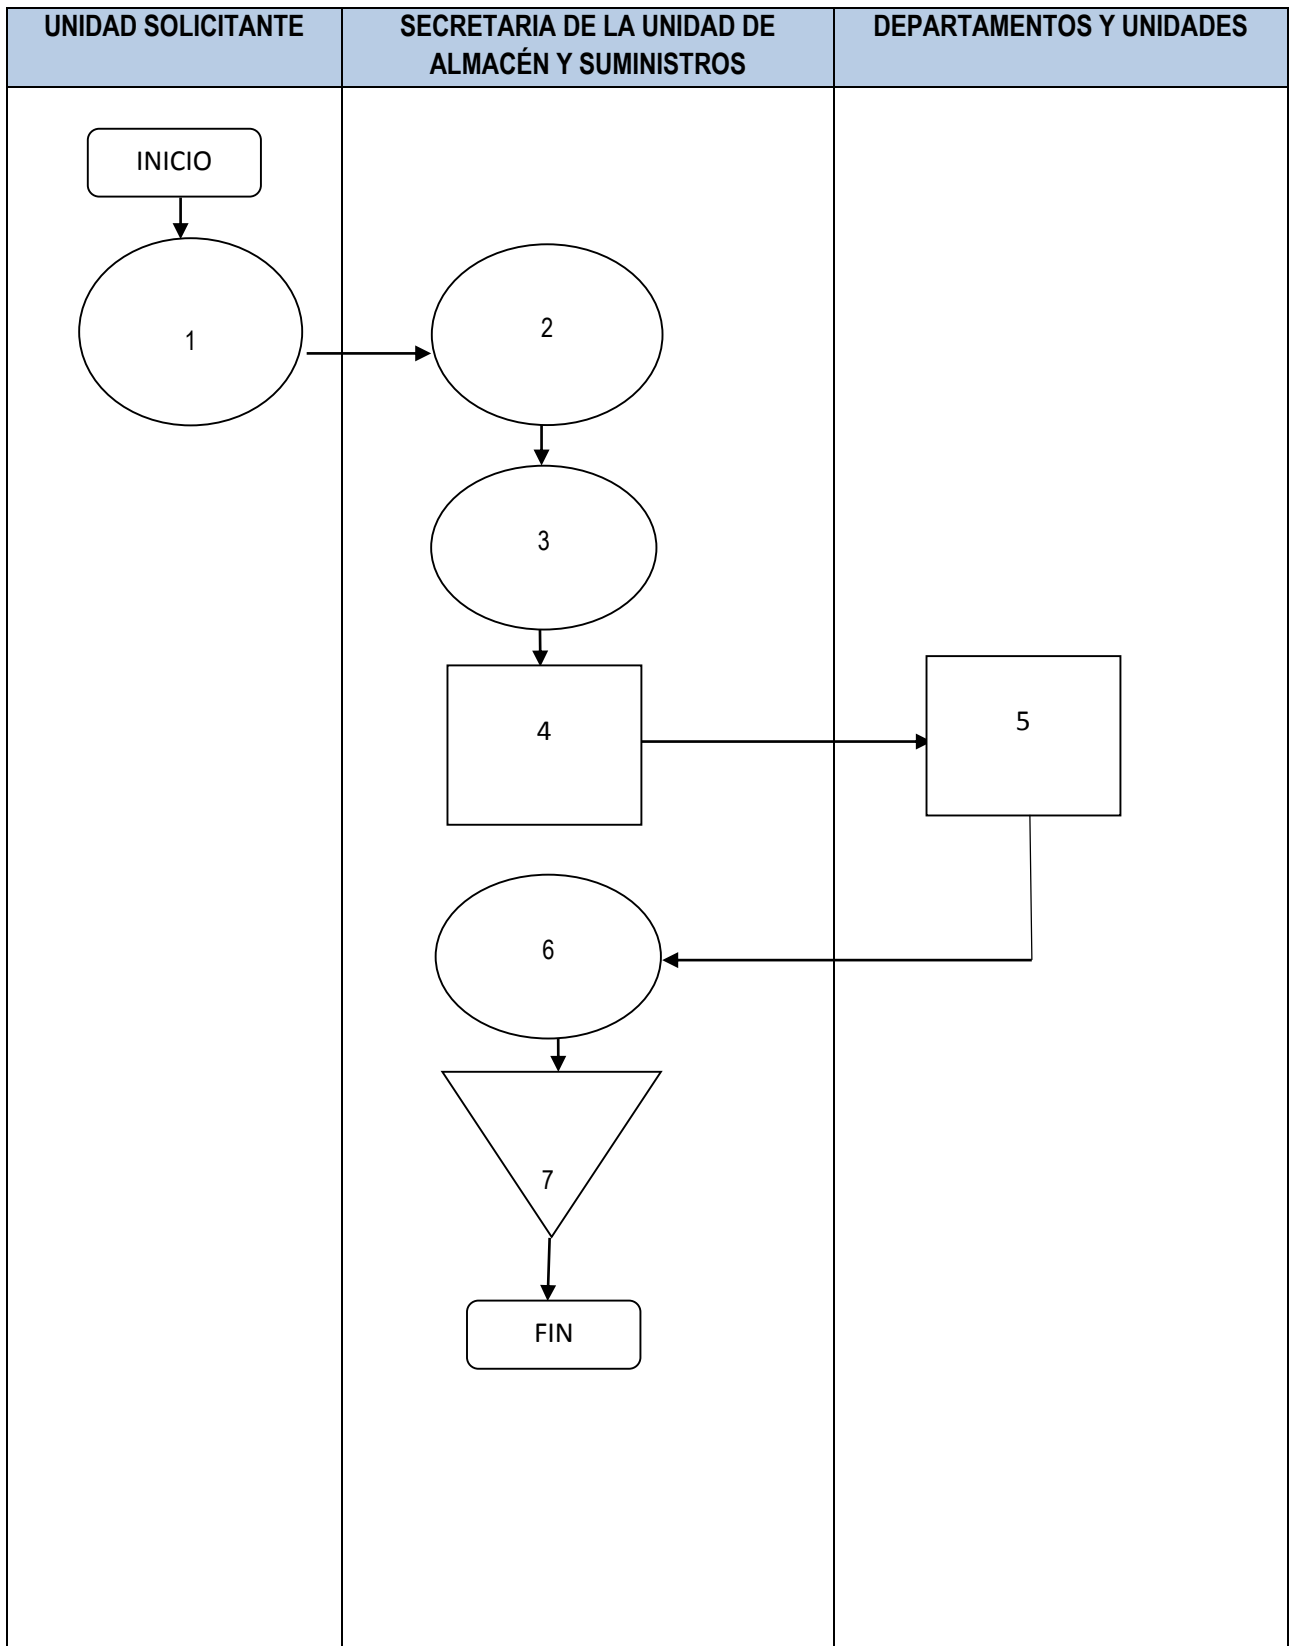 UNIDAD SOLICITANTE
SECRETARIA DE LA UNIDAD DE
ALMACÉN Y SUMINISTROS
DEPARTAMENTOS Y UNIDADES
INICIO
1
2
3
4
5
6
7
FIN